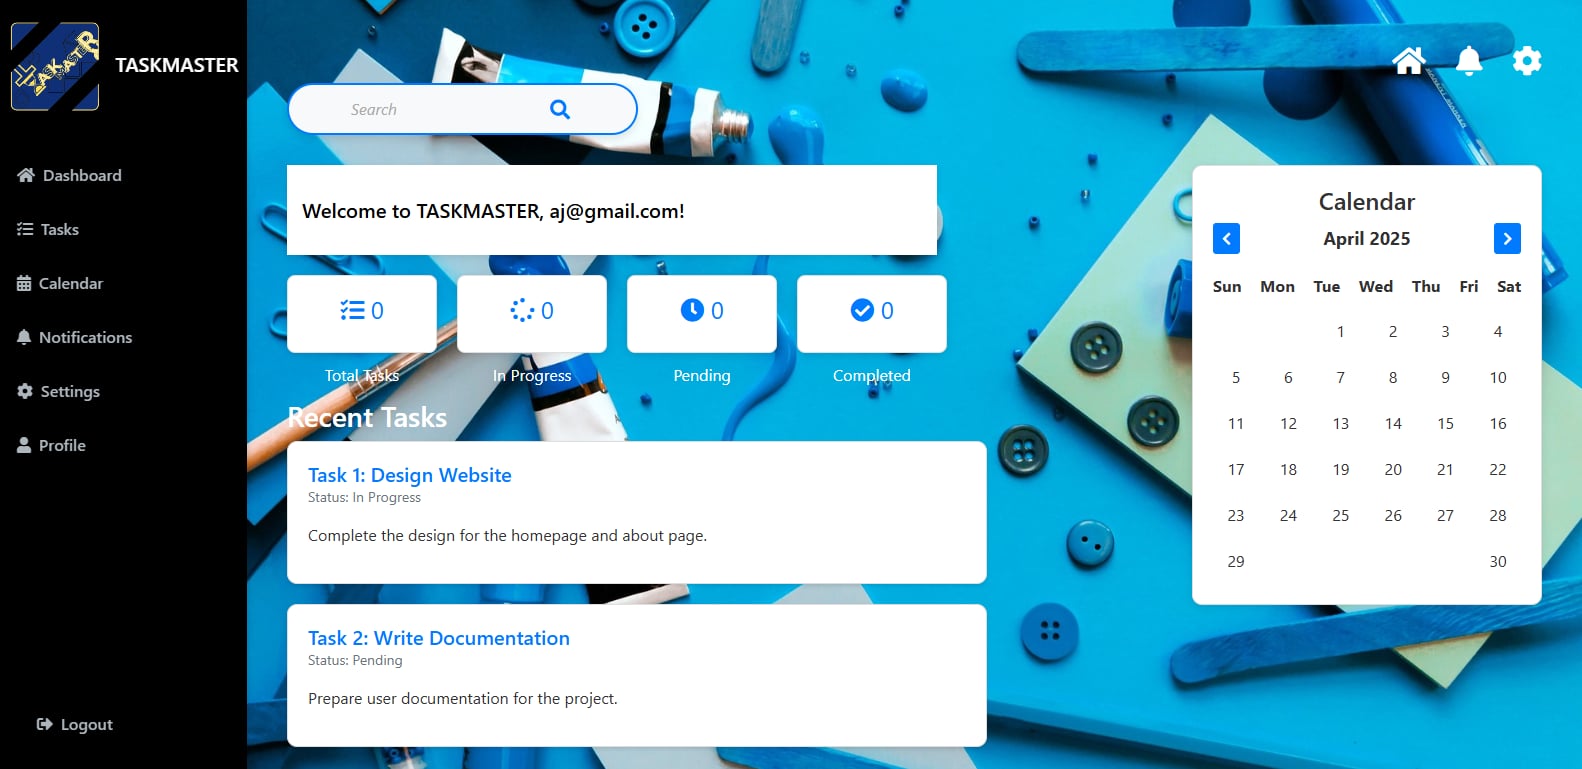 TASKMASTER
TASKMASTER
Dashboard
Tasks
Calendar
Notifications
Settings
Profile
Logout
Search
Welcome to TASKMASTER, aj@gmail.com!
0 0 0 0
Total Tasks In Progress Pending Completed
Recent Tasks
Task 1: Design Website
Status: In Progress
Complete the design for the homepage and about page.
Task 2: Write Documentation
Status: Pending
Prepare user documentation for the project.
Calendar
April 2025
Sun Mon Tue Wed Thu Fri Sat
1 2 3 4
5 6 7 8 9 10
11 12 13 14 15 16
17 18 19 20 21 22
23 24 25 26 27 28
29 30